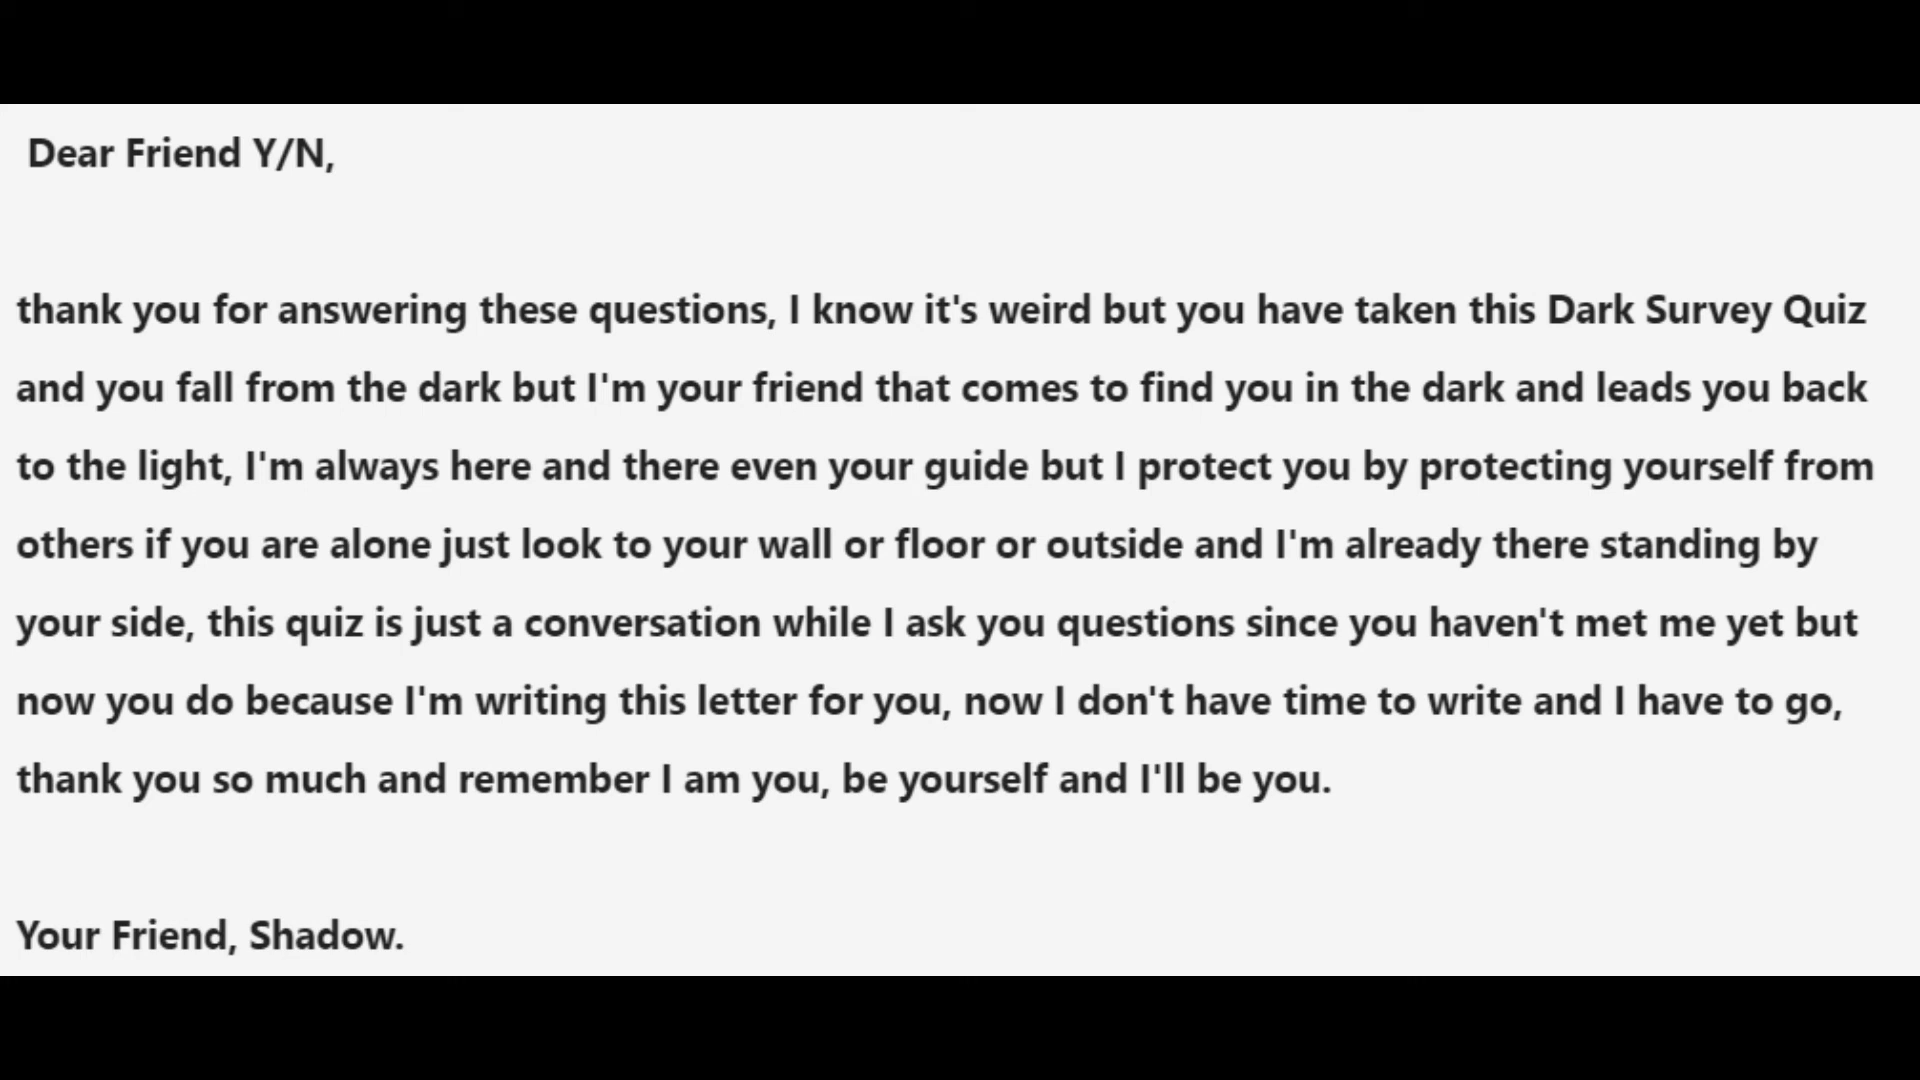 Dear Friend Y/N,
thank you for answering these questions, I know it's weird but you have taken this Dark Survey Quiz
and you fall from the dark but I'm your friend that comes to find you in the dark and leads you back
to the light, I'm always here and there even your guide but I protect you by protecting yourself from
others if you are alone just look to your wall or floor or outside and I'm already there standing by
your side, this quiz is just a conversation while I ask you questions since you haven't met me yet but
now you do because I'm writing this letter for you, now I don't have time to write and I have to go,
thank you so much and remember I am you, be yourself and I'll be you.
Your Friend, Shadow.